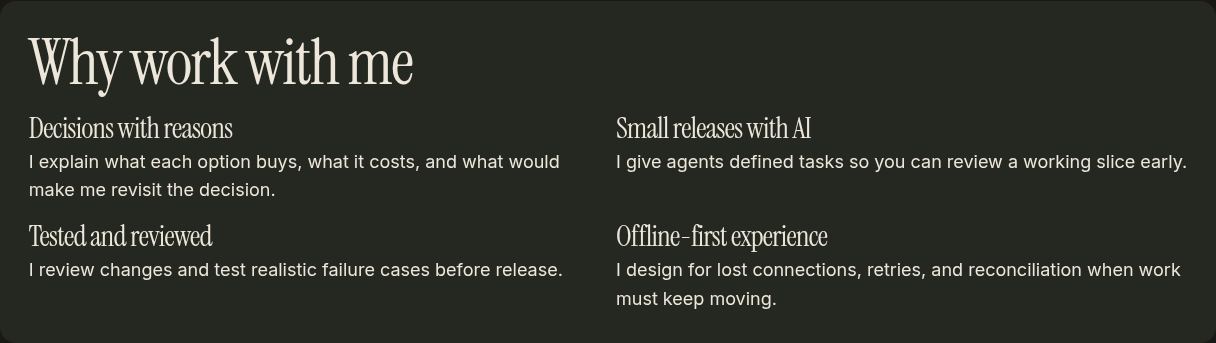 Why work with me
Decisions with reasons
I explain what each option buys, what it costs, and what would
make me revisit the decision.
Small releases with AI
I give agents defined tasks so you can review a working slice early.
Tested and reviewed
I review changes and test realistic failure cases before release.
Offline-first experience
I design for lost connections, retries, and reconciliation when work
must keep moving.